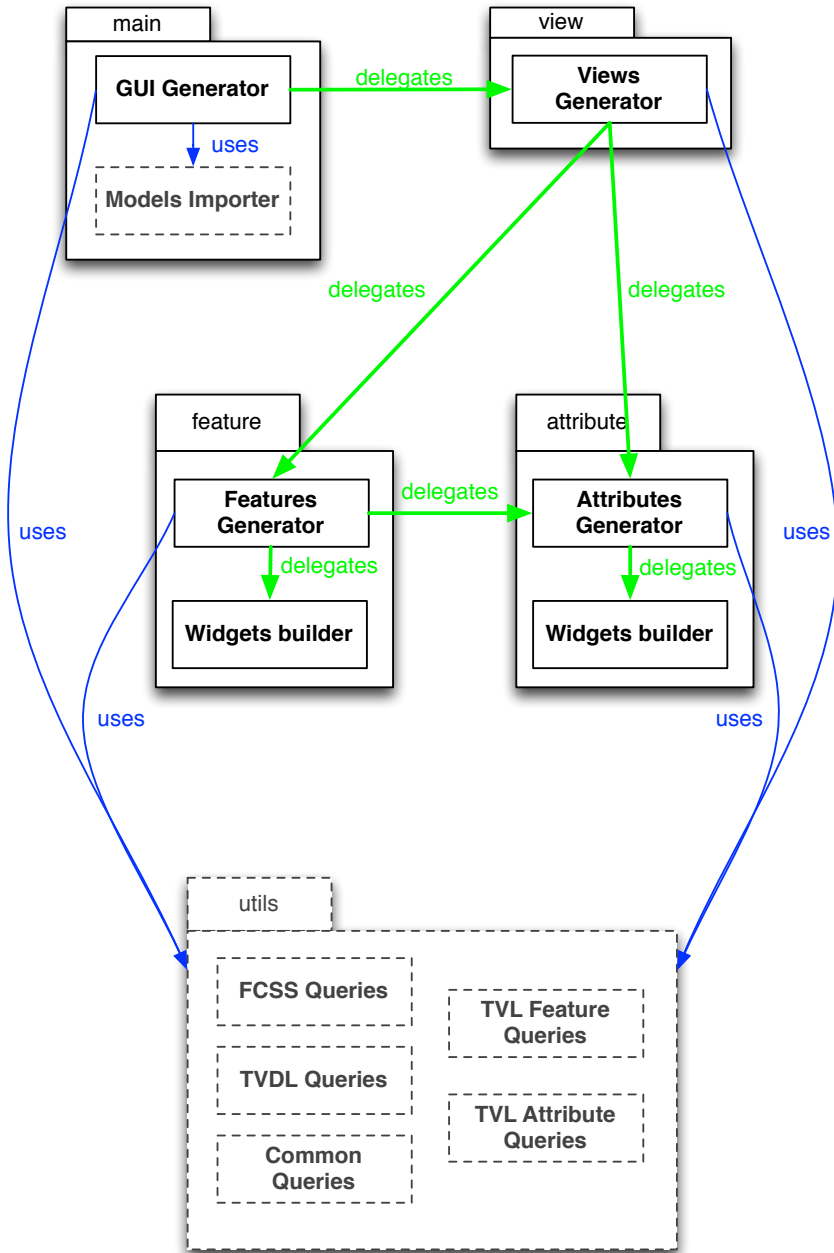 main
view
GUI Generator
delegates
Views
Generator
uses
Models Importer
delegates
delegates
feature
attribute
Features
Generator
delegates
Attributes
Generator
uses
uses
delegates
delegates
Widgets builder
Widgets builder
uses
uses
utils
FCSS Queries
TVL Feature
Queries
TVDL Queries
TVL Attribute
Queries
Common
Queries